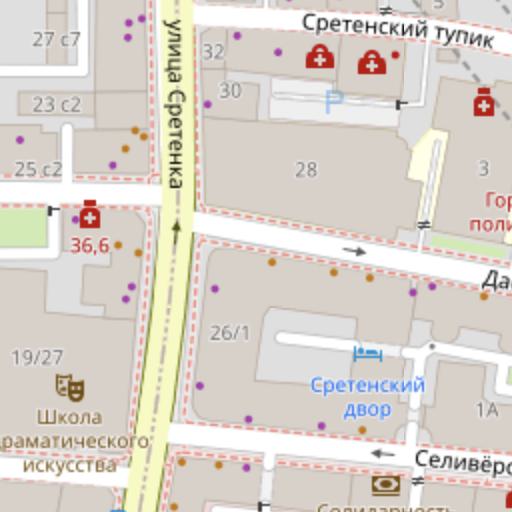 5
Сретенский тупик
27 с7
32
улица Сретенка
30
P
23 с2
28
3
25 с2
36,6
26/1
19/27
Сретенский
двор
Школа
искусства
1А